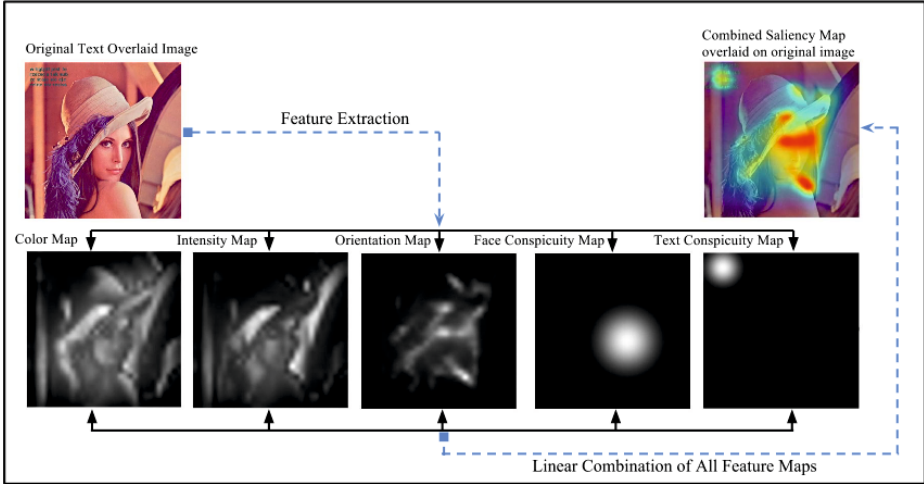 Original Text Overlaid Image
Combined Saliency Map
overlaid on original image
Feature Extraction
Color Map
Intensity Map
Orientation Map
Face Conspicuity Map
Text Conspicuity Map
Linear Combination of All Feature Maps